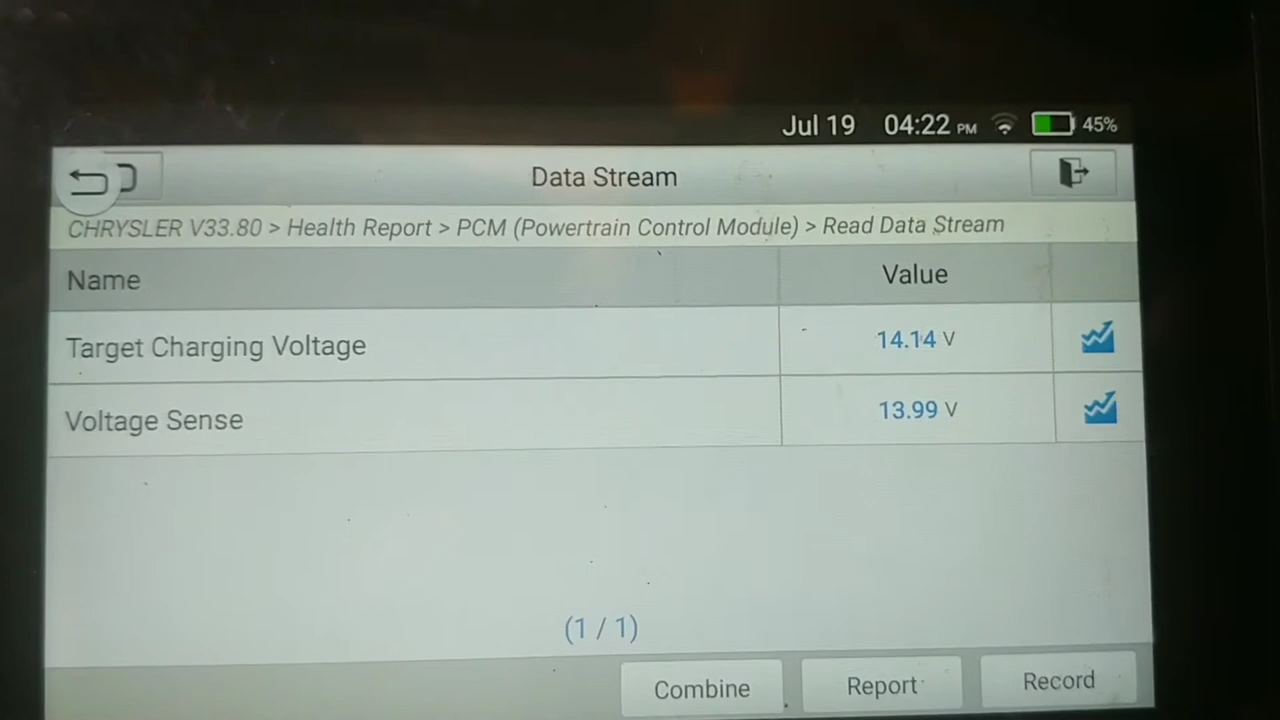 Jul 19 04:22 PM 45%
Data Stream
CHRYSLER V33.80 > Health Report > PCM (Powertrain Control Module) > Read Data Stream
Name Value
Target Charging Voltage 14.14 V
Voltage Sense 13.99 V
(1 / 1)
Combine Report Record